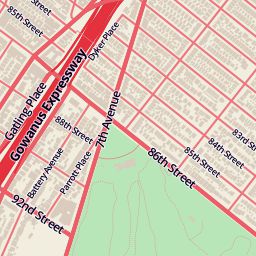 85th Street
Dyker Place
Gatling Place
Gowanus Expressway
7th Avenue
88th Street
83rd Street
84th Street
85th Street
86th Street
Battery Avenue
Parrott Place
92nd Street